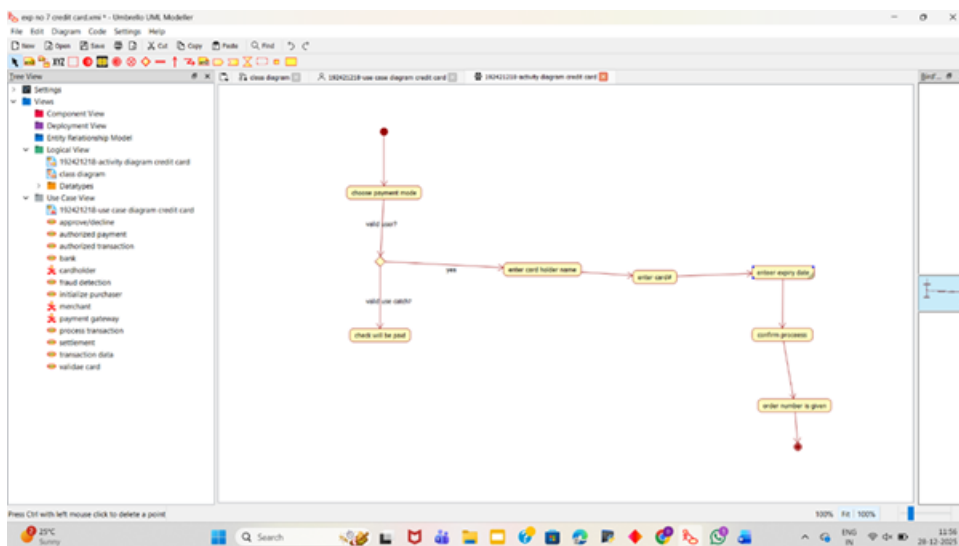 exp no 7 credit card.xmi * - Umbrello UML Modeller
File Edit Diagram Code Settings Help
New Open Save Cut Copy Paste Find
XYZ
Tree View
class diagram 192421218-use case diagram credit card 192421218-activity diagram credit card
Bird'...
Settings
Views
Component View
Deployment View
Entity Relationship Model
Logical View
192421218-activity diagram credit card
class diagram
Datatypes
Use Case View
192421218-use case diagram credit card
approve/decline
authorized payment
authorized transaction
bank
cardholder
fraud detection
initialize purchaser
merchant
payment gateway
process transaction
settlement
transaction data
validae card
choose payment mode
valid user?
yes
enter card holder name
enter card#
enteer expiry date
valid use catch?
check will be paid
confirm proceess
order number is given
Press Ctrl with left mouse click to delete a point
100% Fit 100%
25°C
Sunny
Search
ENG
IN
11:56
26-12-2025